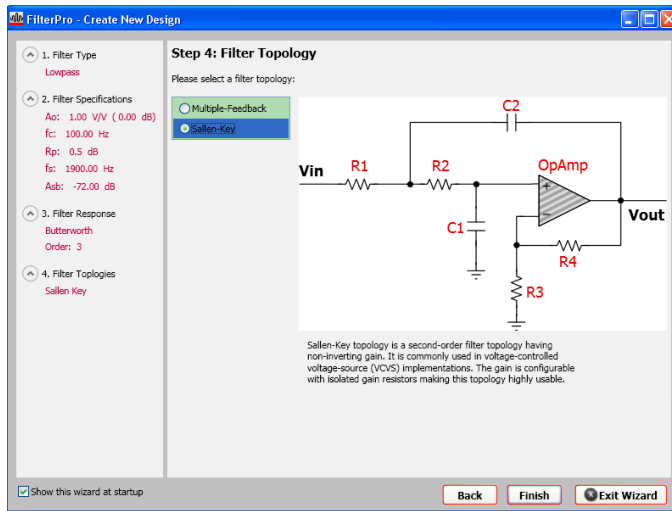 FilterPro - Create New Design
1. Filter Type
Lowpass
2. Filter Specifications
Ao: 1.00 V/V ( 0.00 dB)
fc: 100.00 Hz
Rp: 0.5 dB
fs: 1900.00 Hz
Asb: -72.00 dB
3. Filter Response
Butterworth
Order: 3
4. Filter Toplogies
Sallen Key
Step 4: Filter Topology
Please select a filter topology:
Multiple-Feedback
Sallen-Key
C2
Vin
R1
R2
OpAmp
+
−
C1
Vout
R4
R3
Sallen-Key topology is a second-order filter topology having
non-inverting gain. It is commonly used in voltage-controlled
voltage-source (VCVS) implementations. The gain is configurable
with isolated gain resistors making this topology highly usable.
Show this wizard at startup
Back
Finish
Exit Wizard